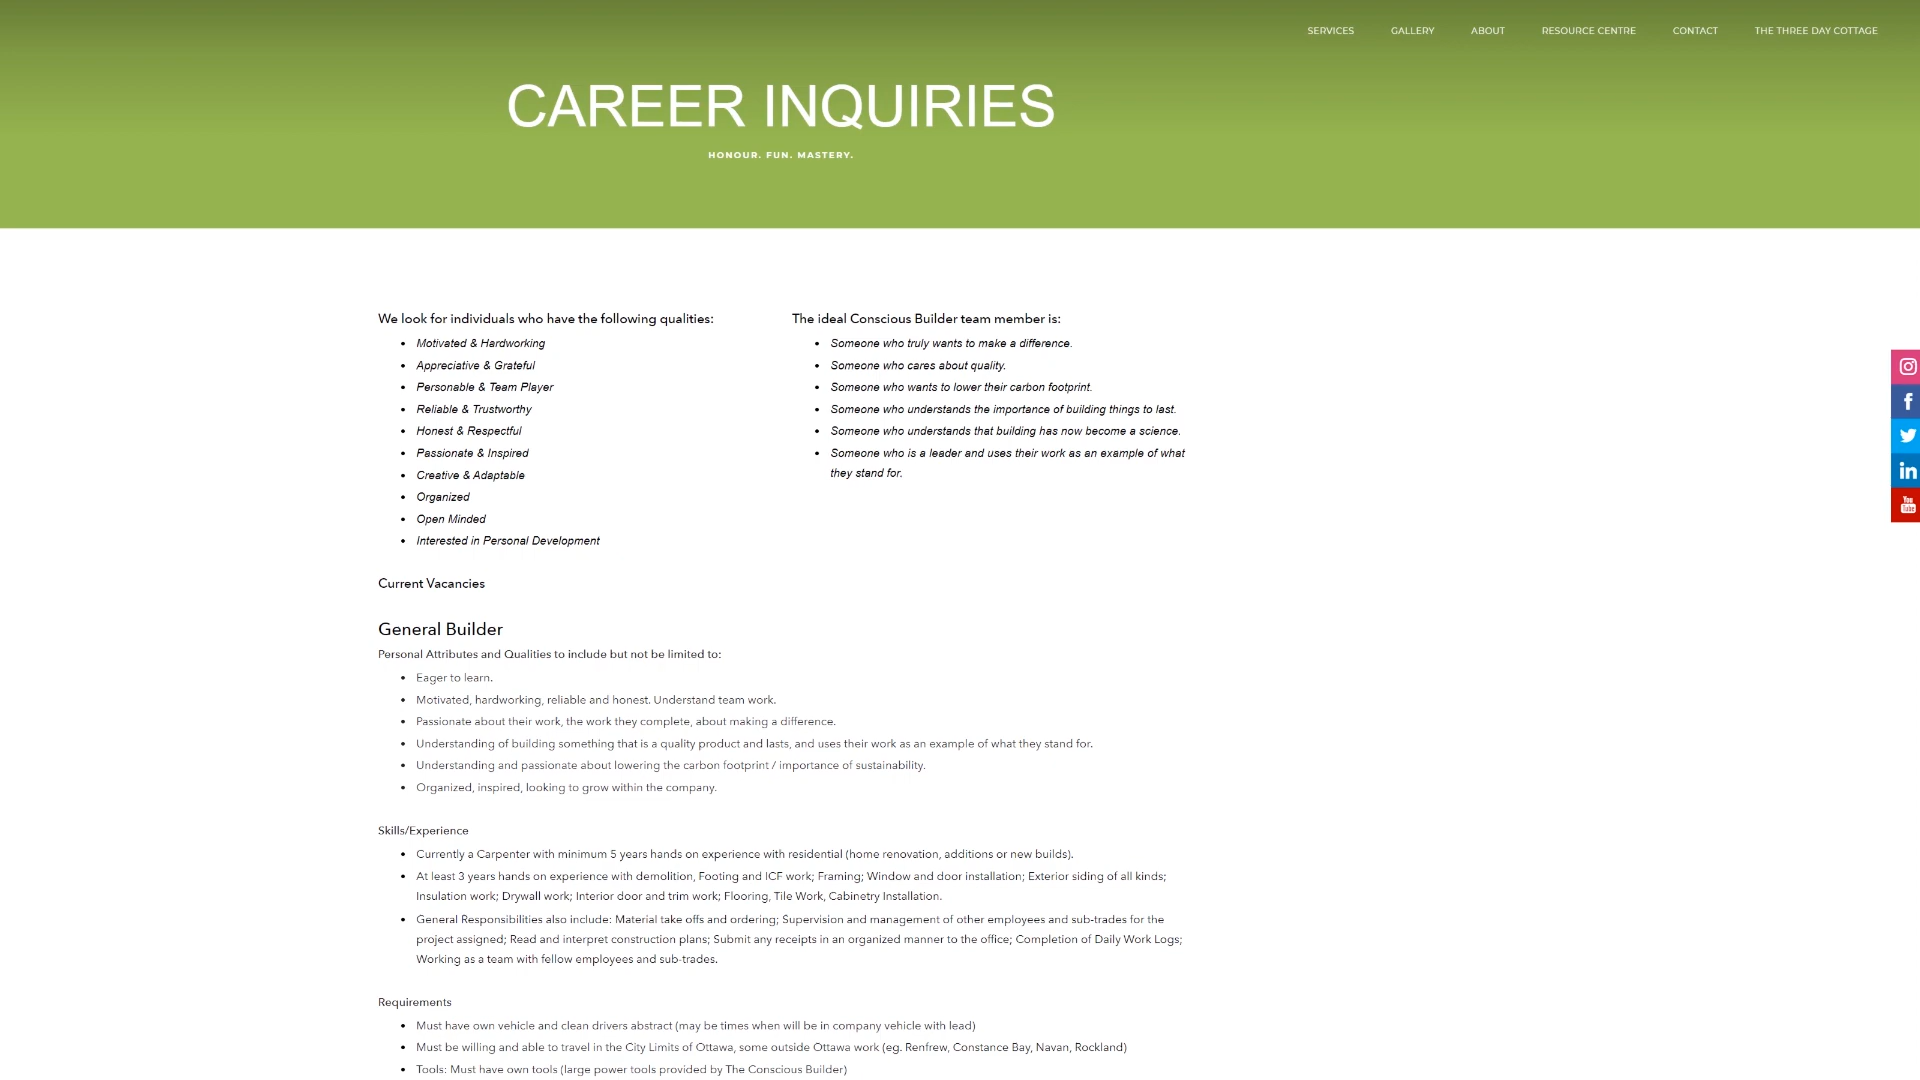 SERVICES GALLERY ABOUT RESOURCE CENTRE CONTACT THE THREE DAY COTTAGE
CAREER INQUIRIES
HONOUR. FUN. MASTERY.
We look for individuals who have the following qualities:
• Motivated & Hardworking
• Appreciative & Grateful
• Personable & Team Player
• Reliable & Trustworthy
• Honest & Respectful
• Passionate & Inspired
• Creative & Adaptable
• Organized
• Open Minded
• Interested in Personal Development
The ideal Conscious Builder team member is:
• Someone who truly wants to make a difference.
• Someone who cares about quality.
• Someone who wants to lower their carbon footprint.
• Someone who understands the importance of building things to last.
• Someone who understands that building has now become a science.
• Someone who is a leader and uses their work as an example of what
they stand for.
You
Tube
Current Vacancies
General Builder
Personal Attributes and Qualities to include but not be limited to:
• Eager to learn.
• Motivated, hardworking, reliable and honest. Understand team work.
• Passionate about their work, the work they complete, about making a difference.
• Understanding of building something that is a quality product and lasts, and uses their work as an example of what they stand for.
• Understanding and passionate about lowering the carbon footprint / importance of sustainability.
• Organized, inspired, looking to grow within the company.
Skills/Experience
• Currently a Carpenter with minimum 5 years hands on experience with residential (home renovation, additions or new builds).
• At least 3 years hands on experience with demolition, Footing and ICF work; Framing; Window and door installation; Exterior siding of all kinds;
Insulation work; Drywall work; Interior door and trim work; Flooring, Tile Work, Cabinetry Installation.
• General Responsibilities also include: Material take offs and ordering; Supervision and management of other employees and sub-trades for the
project assigned; Read and interpret construction plans; Submit any receipts in an organized manner to the office; Completion of Daily Work Logs;
Working as a team with fellow employees and sub-trades.
Requirements
• Must have own vehicle and clean drivers abstract (may be times when will be in company vehicle with lead)
• Must be willing and able to travel in the City Limits of Ottawa, some outside Ottawa work (eg. Renfrew, Constance Bay, Navan, Rockland)
• Tools: Must have own tools (large power tools provided by The Conscious Builder)